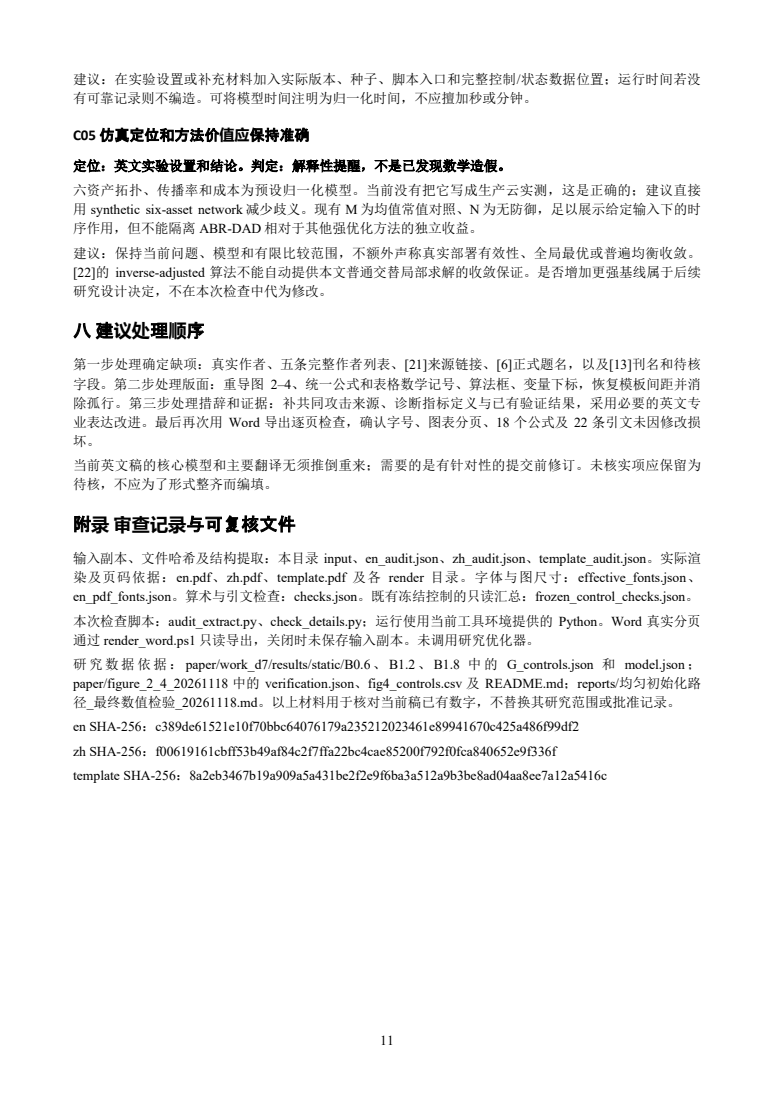 建议：在实验设置或补充材料加入实际版本、种子、脚本入口和完整控制/状态数据位置；运行时间若没
有可靠记录则不编造。可将模型时间注明为归一化时间，不应擅加秒或分钟。
C05 仿真定位和方法价值应保持准确
定位：英文实验设置和结论。判定：解释性提醒，不是已发现数学造假。
六资产拓扑、传播率和成本为预设归一化模型。当前没有把它写成生产云实测，这是正确的；建议直接
用 synthetic six-asset network 减少歧义。现有 M 为均值常值对照、N 为无防御，足以展示给定输入下的时
序作用，但不能隔离 ABR-DAD 相对于其他强优化方法的独立收益。
建议：保持当前问题、模型和有限比较范围，不额外声称真实部署有效性、全局最优或普遍均衡收敛。
[22]的 inverse-adjusted 算法不能自动提供本文普通交替局部求解的收敛保证。是否增加更强基线属于后续
研究设计决定，不在本次检查中代为修改。
八 建议处理顺序
第一步处理确定缺项：真实作者、五条完整作者列表、[21]来源链接、[6]正式题名，以及[13]刊名和待核
字段。第二步处理版面：重导图 2–4、统一公式和表格数学记号、算法框、变量下标，恢复模板间距并消
除孤行。第三步处理措辞和证据：补共同攻击来源、诊断指标定义与已有验证结果，采用必要的英文专
业表达改进。最后再次用 Word 导出逐页检查，确认字号、图表分页、18 个公式及 22 条引文未因修改损
坏。
当前英文稿的核心模型和主要翻译无须推倒重来；需要的是有针对性的提交前修订。未核实项应保留为
待核，不应为了形式整齐而编填。
附录 审查记录与可复核文件
输入副本、文件哈希及结构提取：本目录 input、en_audit.json、zh_audit.json、template_audit.json。实际渲
染及页码依据：en.pdf、zh.pdf、template.pdf 及各 render 目录。字体与图尺寸：effective_fonts.json、
en_pdf_fonts.json。算术与引文检查：checks.json。既有冻结控制的只读汇总：frozen_control_checks.json。
本次检查脚本：audit_extract.py、check_details.py；运行使用当前工具环境提供的 Python。Word 真实分页
通过 render_word.ps1 只读导出，关闭时未保存输入副本。未调用研究优化器。
研究数据依据：paper/work_d7/results/static/B0.6、B1.2、B1.8 中的 G_controls.json 和 model.json；
paper/figure_2_4_20261118 中的 verification.json、fig4_controls.csv 及 README.md；reports/均匀初始化路
径_最终数值检验_20261118.md。以上材料用于核对当前稿已有数字，不替换其研究范围或批准记录。
en SHA-256：c389de61521e10f70bbc64076179a235212023461e89941670c425a486f99df2
zh SHA-256：f00619161cbff53b49af84c2f7ffa22bc4cae85200f792f0fca840652e9f336f
template SHA-256：8a2eb3467b19a909a5a431be2f2e9f6ba3a512a9b3be8ad04aa8ee7a12a5416c
11